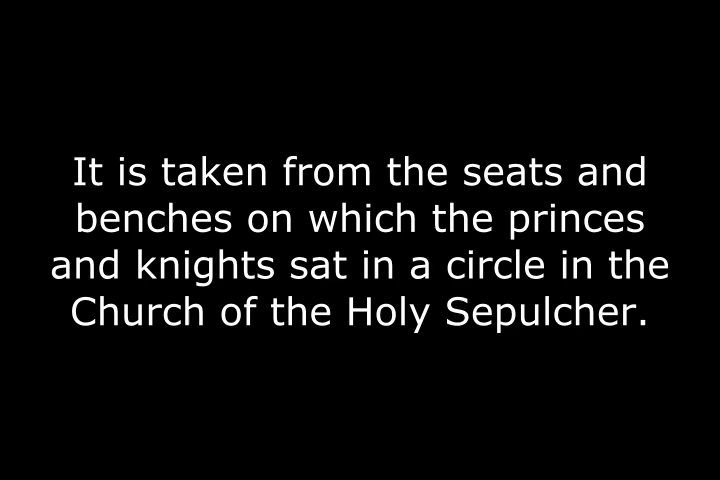 It is taken from the seats and
benches on which the princes
and knights sat in a circle in the
Church of the Holy Sepulcher.